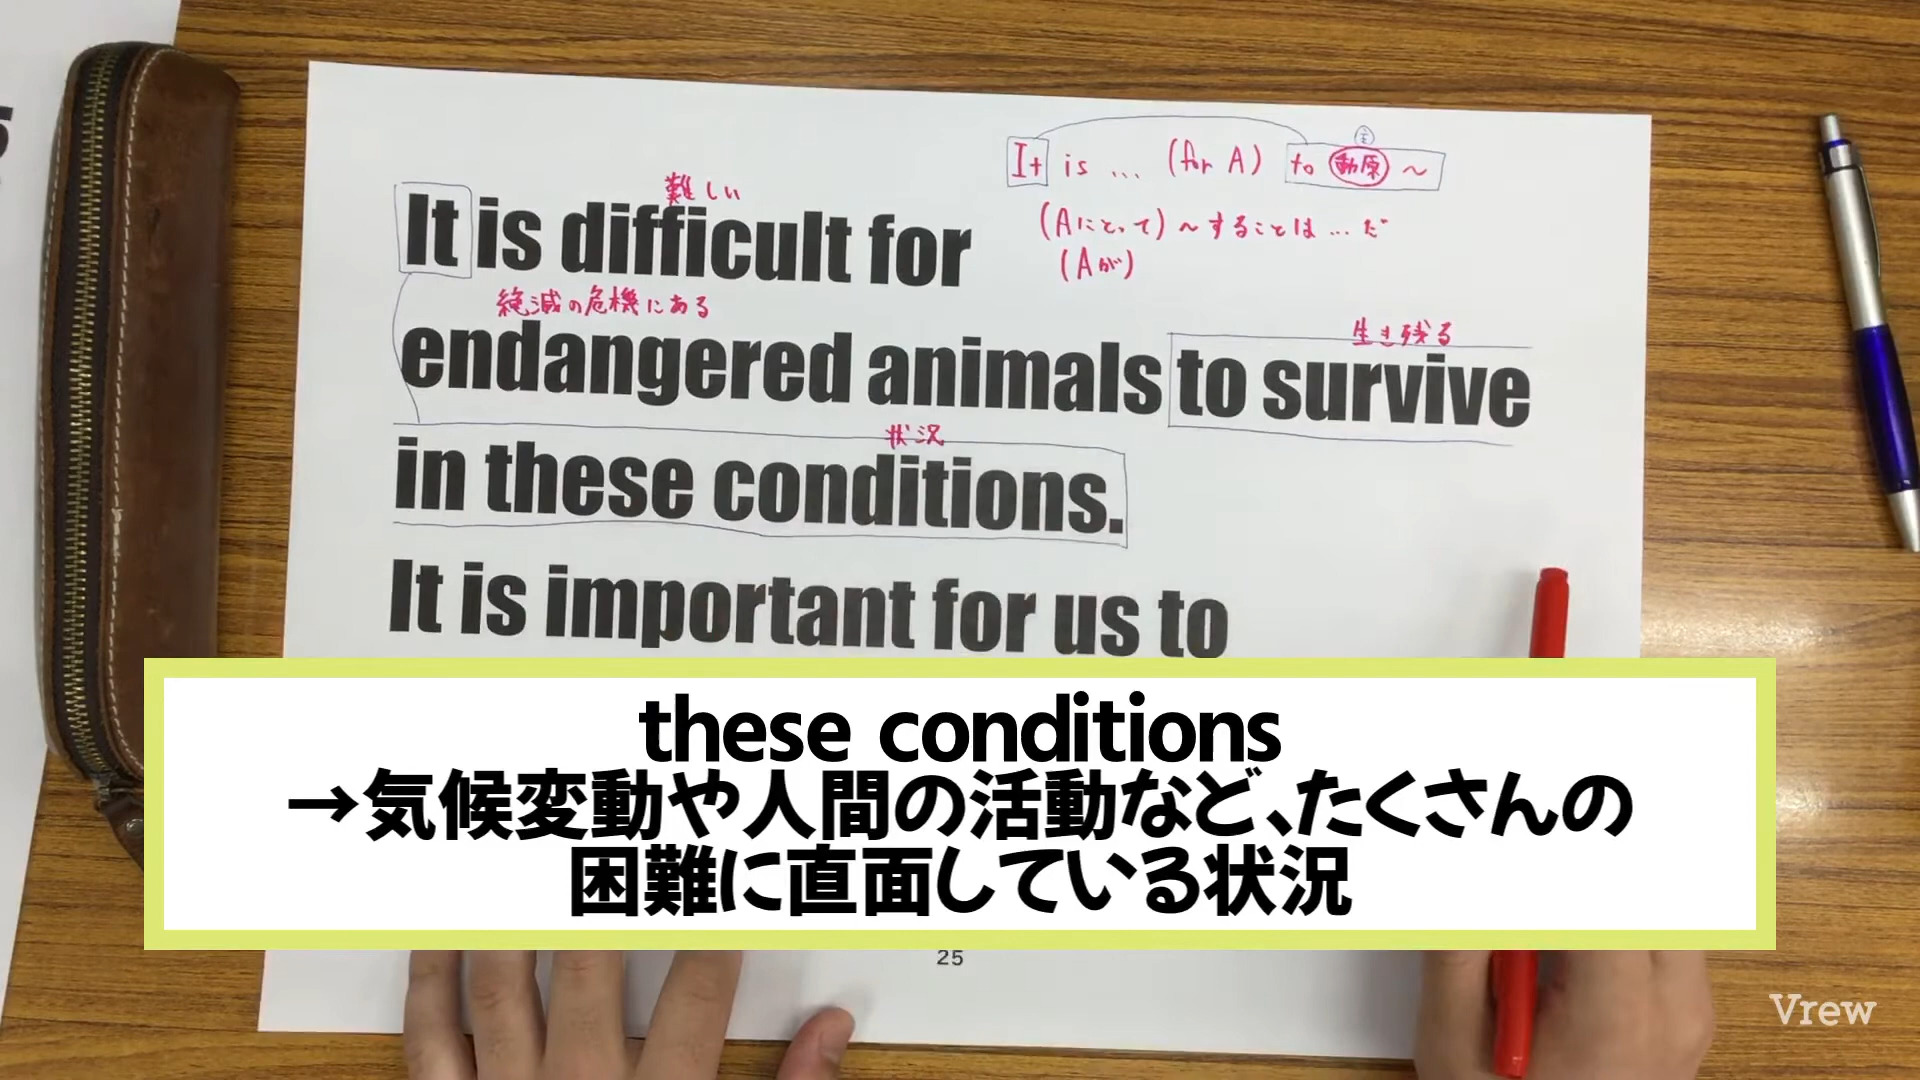 It is ... (for A) to 動原 ~
主
(Aにとって) ~することは...だ
(Aが)
難しい
It is difficult for
絶滅の危機にある
生き残る
endangered animals to survive
状況
in these conditions.
It is important for us to
these conditions
→気候変動や人間の活動など、たくさんの
困難に直面している状況
25
Vrew